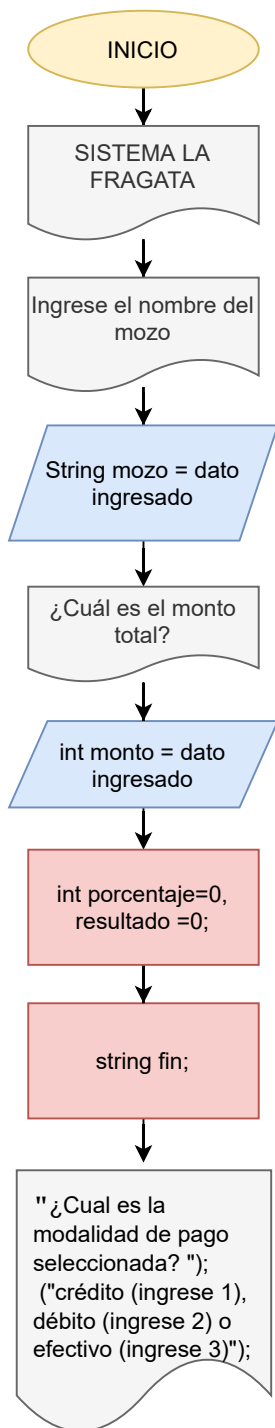 INICIO
SISTEMA LA
FRAGATA
Ingrese el nombre del
mozo
String mozo = dato
ingresado
¿Cuál es el monto
total?
int monto = dato
ingresado
int porcentaje=0,
resultado =0;
string fin;
"¿Cual es la
modalidad de pago
seleccionada? ");
("crédito (ingrese 1),
débito (ingrese 2) o
efectivo (ingrese 3)");